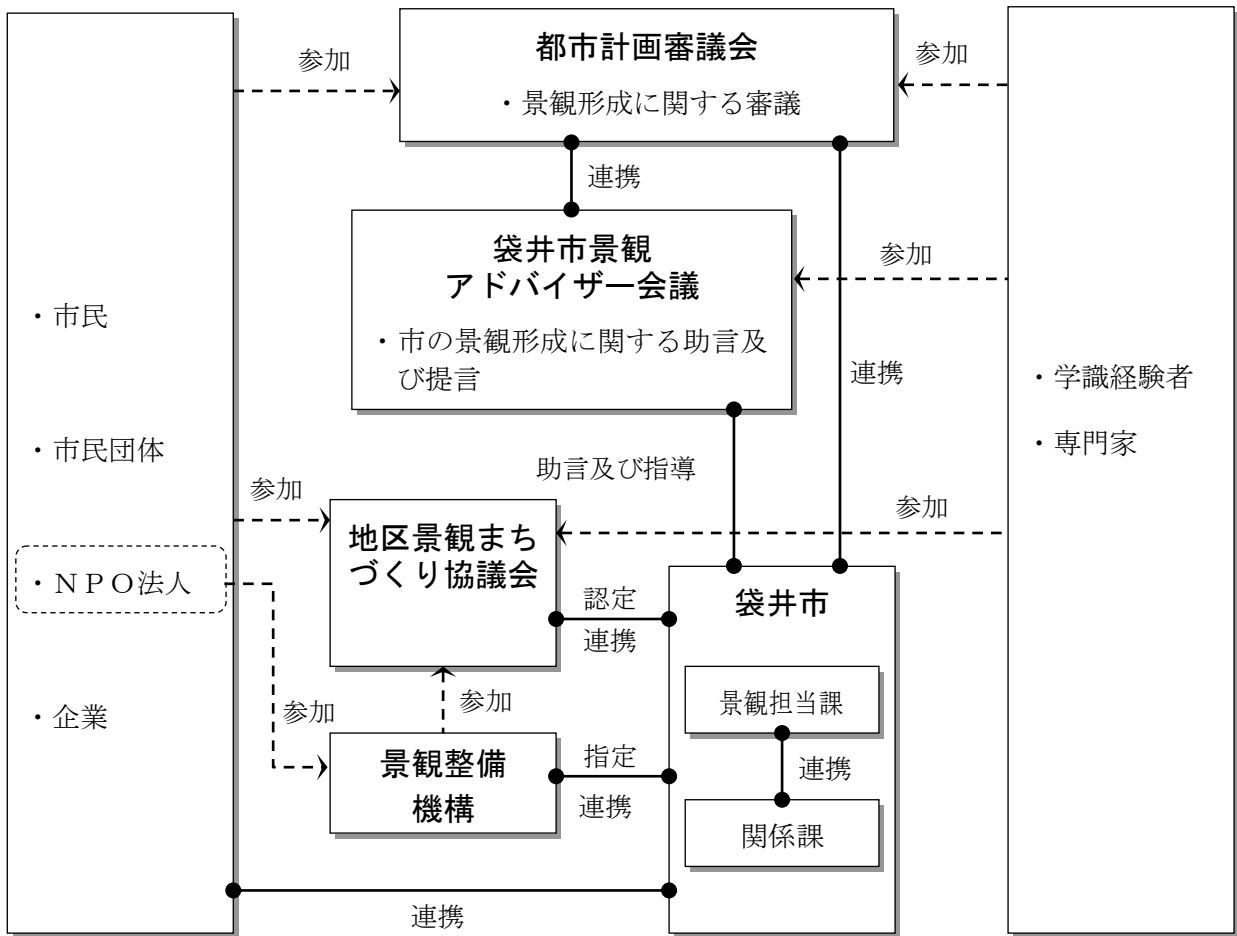 都市計画審議会
・景観形成に関する審議
参加
参加
連携
袋井市景観
アドバイザー会議
・市の景観形成に関する助言及
び提言
参加
連携
・市民
・市民団体
・ＮＰＯ法人
・企業
・学識経験者
・専門家
助言及び指導
参加
参加
地区景観まち
づくり協議会
認定
連携
袋井市
景観担当課
連携
関係課
参加
参加
景観整備
機構
指定
連携
連携